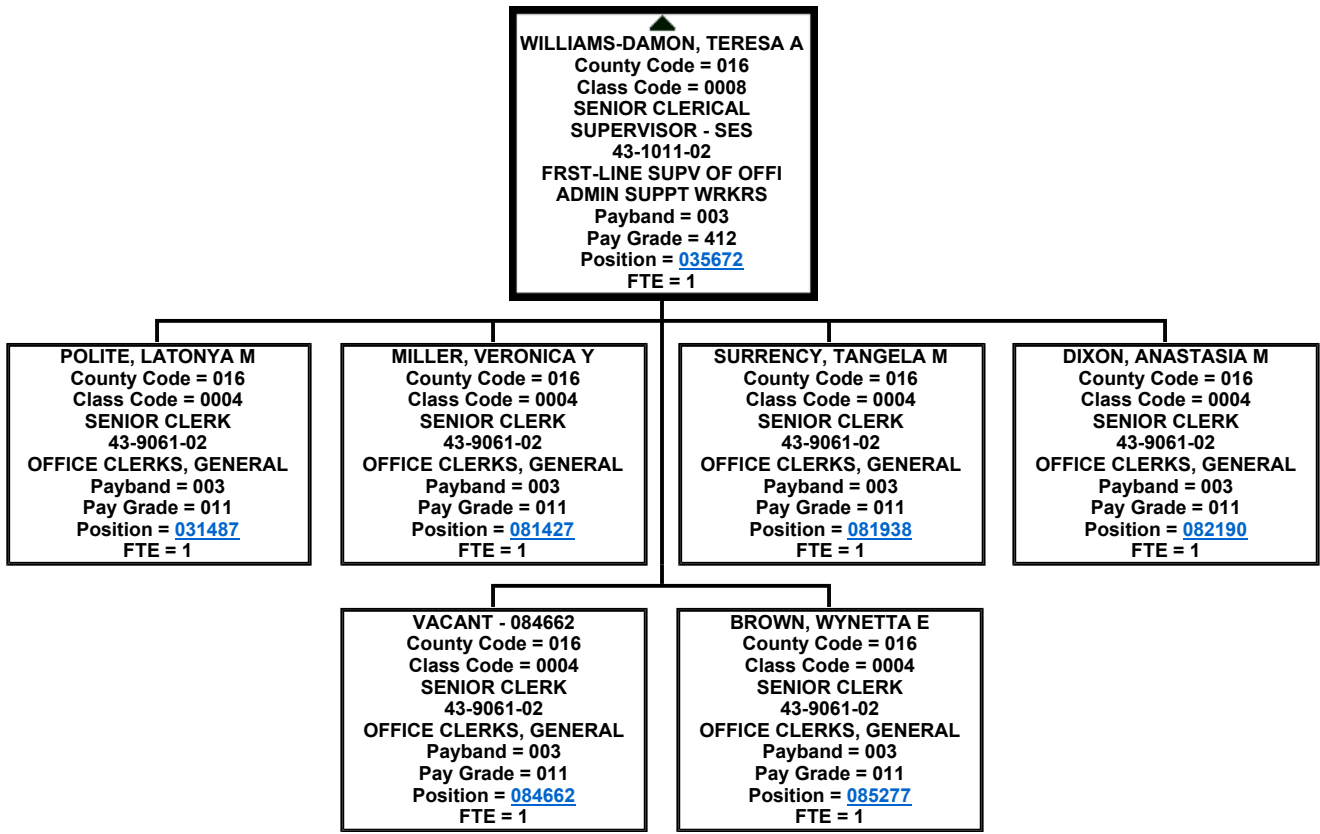 WILLIAMS-DAMON, TERESA A
County Code = 016
Class Code = 0008
SENIOR CLERICAL
SUPERVISOR - SES
43-1011-02
FRST-LINE SUPV OF OFFI
ADMIN SUPPT WRKRS
Payband = 003
Pay Grade = 412
Position = 035672
FTE = 1
POLITE, LATONYA M
County Code = 016
Class Code = 0004
SENIOR CLERK
43-9061-02
OFFICE CLERKS, GENERAL
Payband = 003
Pay Grade = 011
Position = 031487
FTE = 1
MILLER, VERONICA Y
County Code = 016
Class Code = 0004
SENIOR CLERK
43-9061-02
OFFICE CLERKS, GENERAL
Payband = 003
Pay Grade = 011
Position = 081427
FTE = 1
SURRENCY, TANGELA M
County Code = 016
Class Code = 0004
SENIOR CLERK
43-9061-02
OFFICE CLERKS, GENERAL
Payband = 003
Pay Grade = 011
Position = 081938
FTE = 1
DIXON, ANASTASIA M
County Code = 016
Class Code = 0004
SENIOR CLERK
43-9061-02
OFFICE CLERKS, GENERAL
Payband = 003
Pay Grade = 011
Position = 082190
FTE = 1
VACANT - 084662
County Code = 016
Class Code = 0004
SENIOR CLERK
43-9061-02
OFFICE CLERKS, GENERAL
Payband = 003
Pay Grade = 011
Position = 084662
FTE = 1
BROWN, WYNETTA E
County Code = 016
Class Code = 0004
SENIOR CLERK
43-9061-02
OFFICE CLERKS, GENERAL
Payband = 003
Pay Grade = 011
Position = 085277
FTE = 1